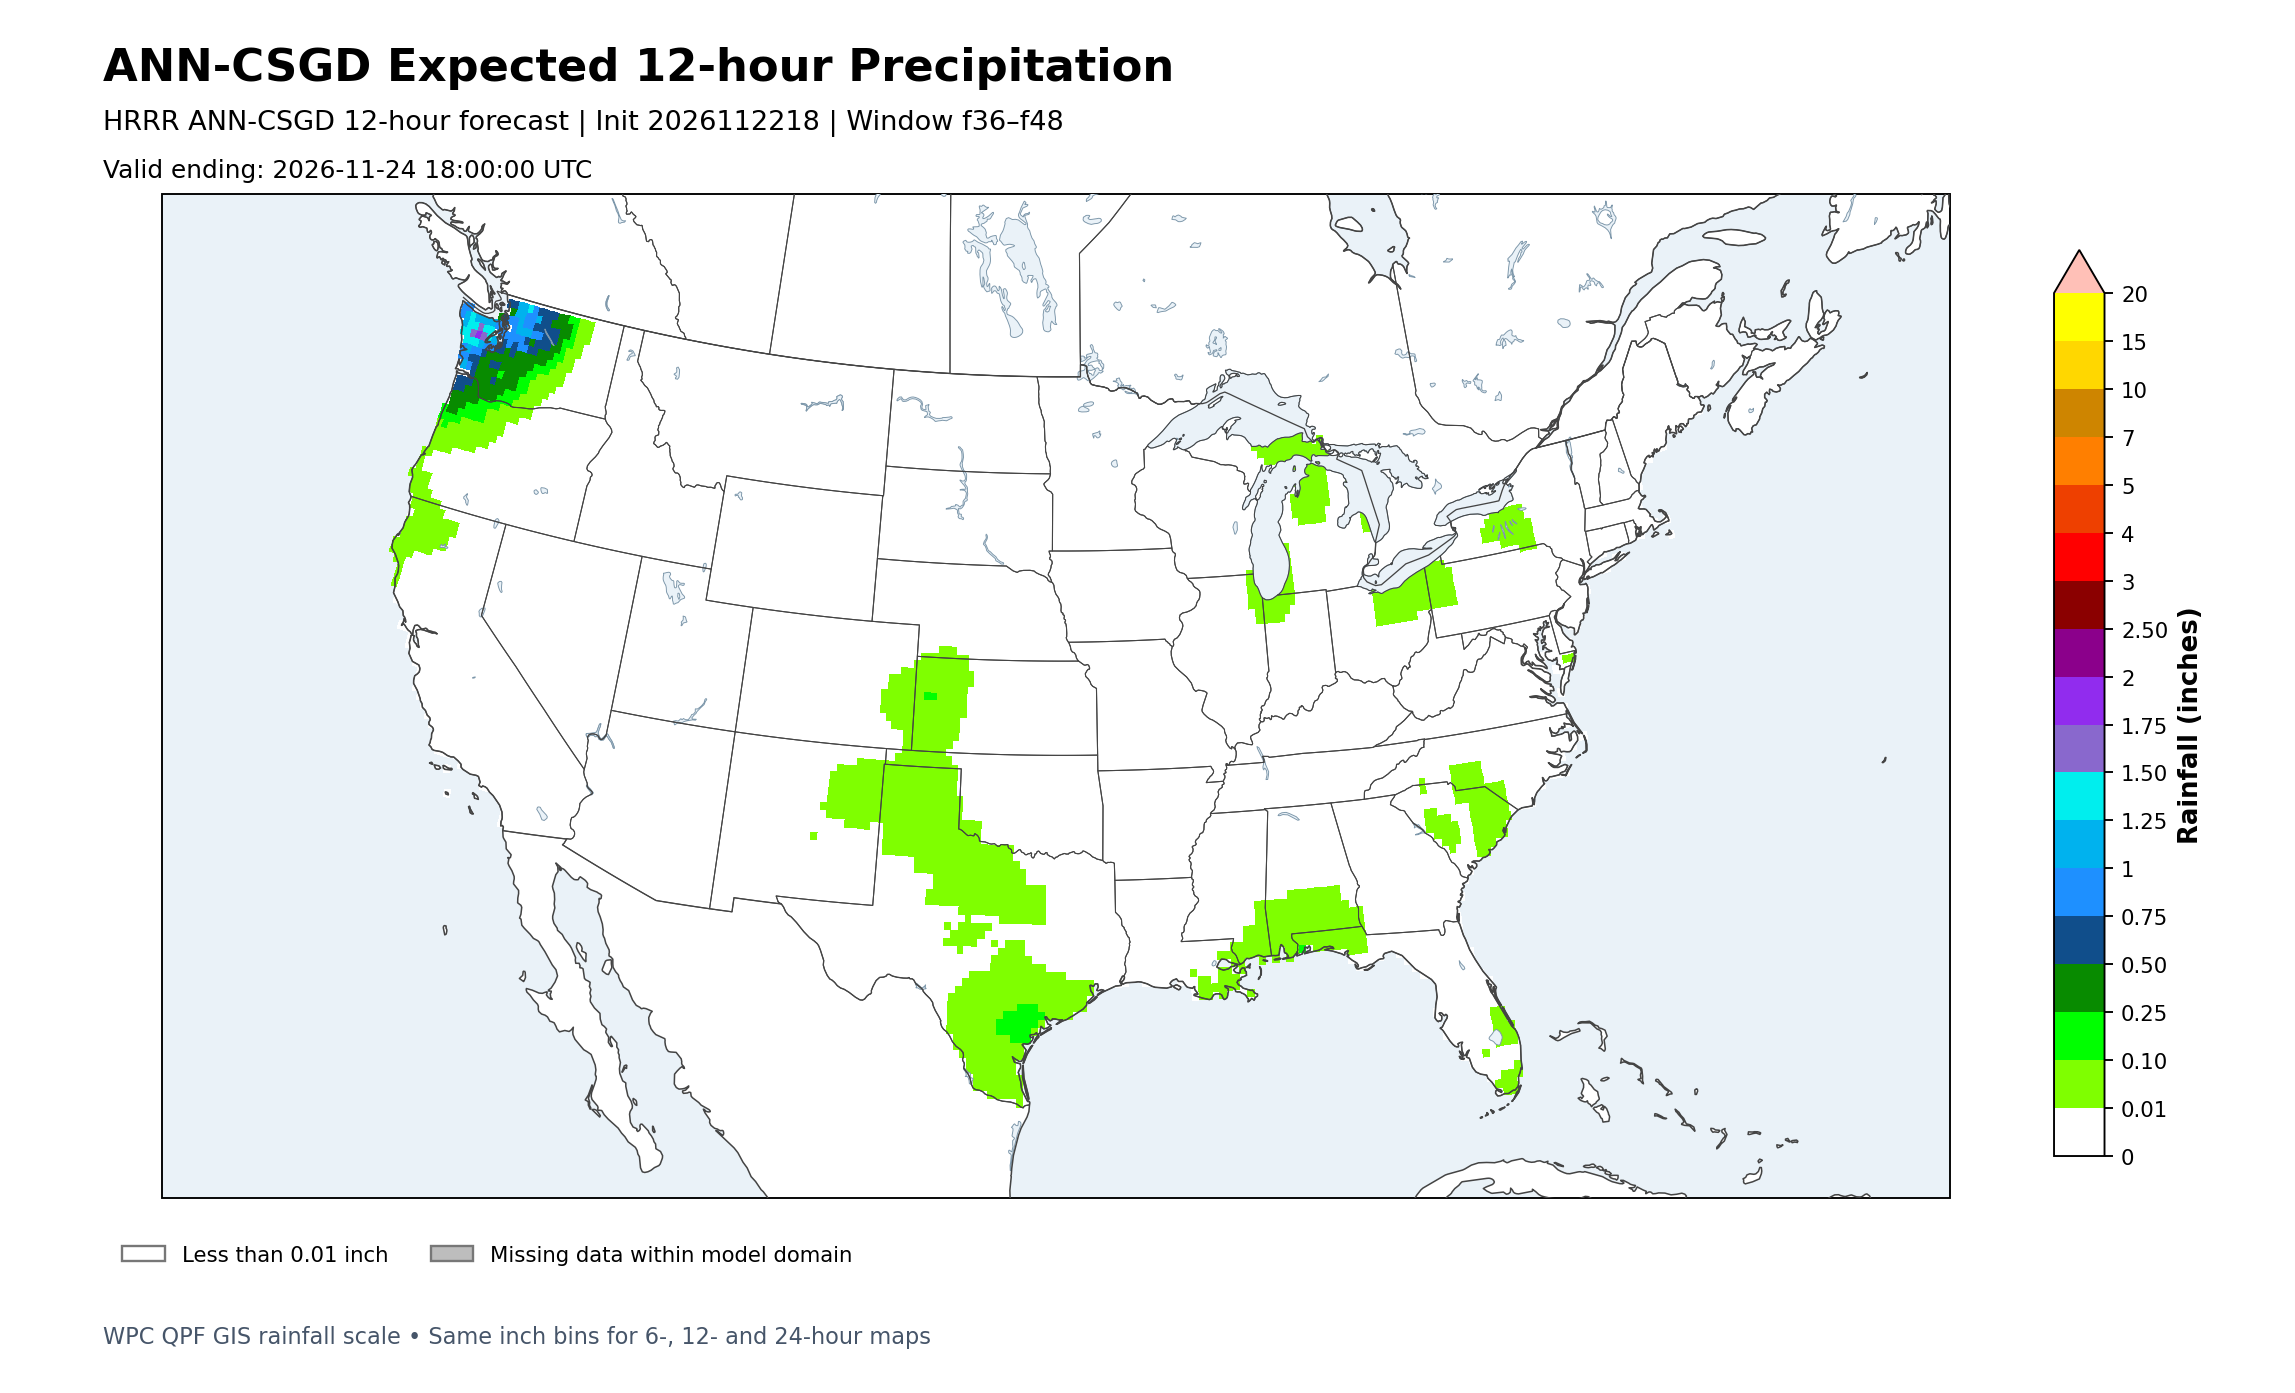 ANN-CSGD Expected 12-hour Precipitation
HRRR ANN-CSGD 12-hour forecast | Init 2026112218 | Window f36–f48
Valid ending: 2026-11-24 18:00:00 UTC
20
15
10
7
5
4
3
2.50
2
1.75
1.50
1.25
1
0.75
0.50
0.25
0.10
0.01
0
Rainfall (inches)
Less than 0.01 inch
Missing data within model domain
WPC QPF GIS rainfall scale • Same inch bins for 6-, 12- and 24-hour maps